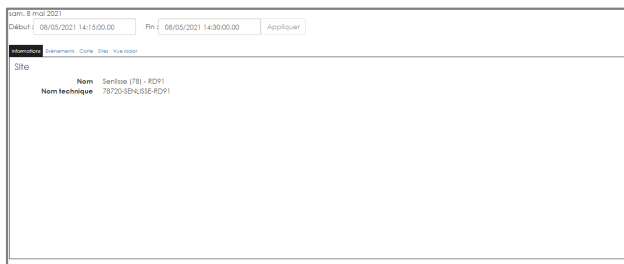 sam. 8 mai 2021
Début : 08/05/2021 14:15:00.00 Fin : 08/05/2021 14:30:00.00 Appliquer
Informations Evénements Carte Sites Vue radar
Site
Nom Senlisse (78) - RD91
Nom technique 78720-SENLISSE-RD91